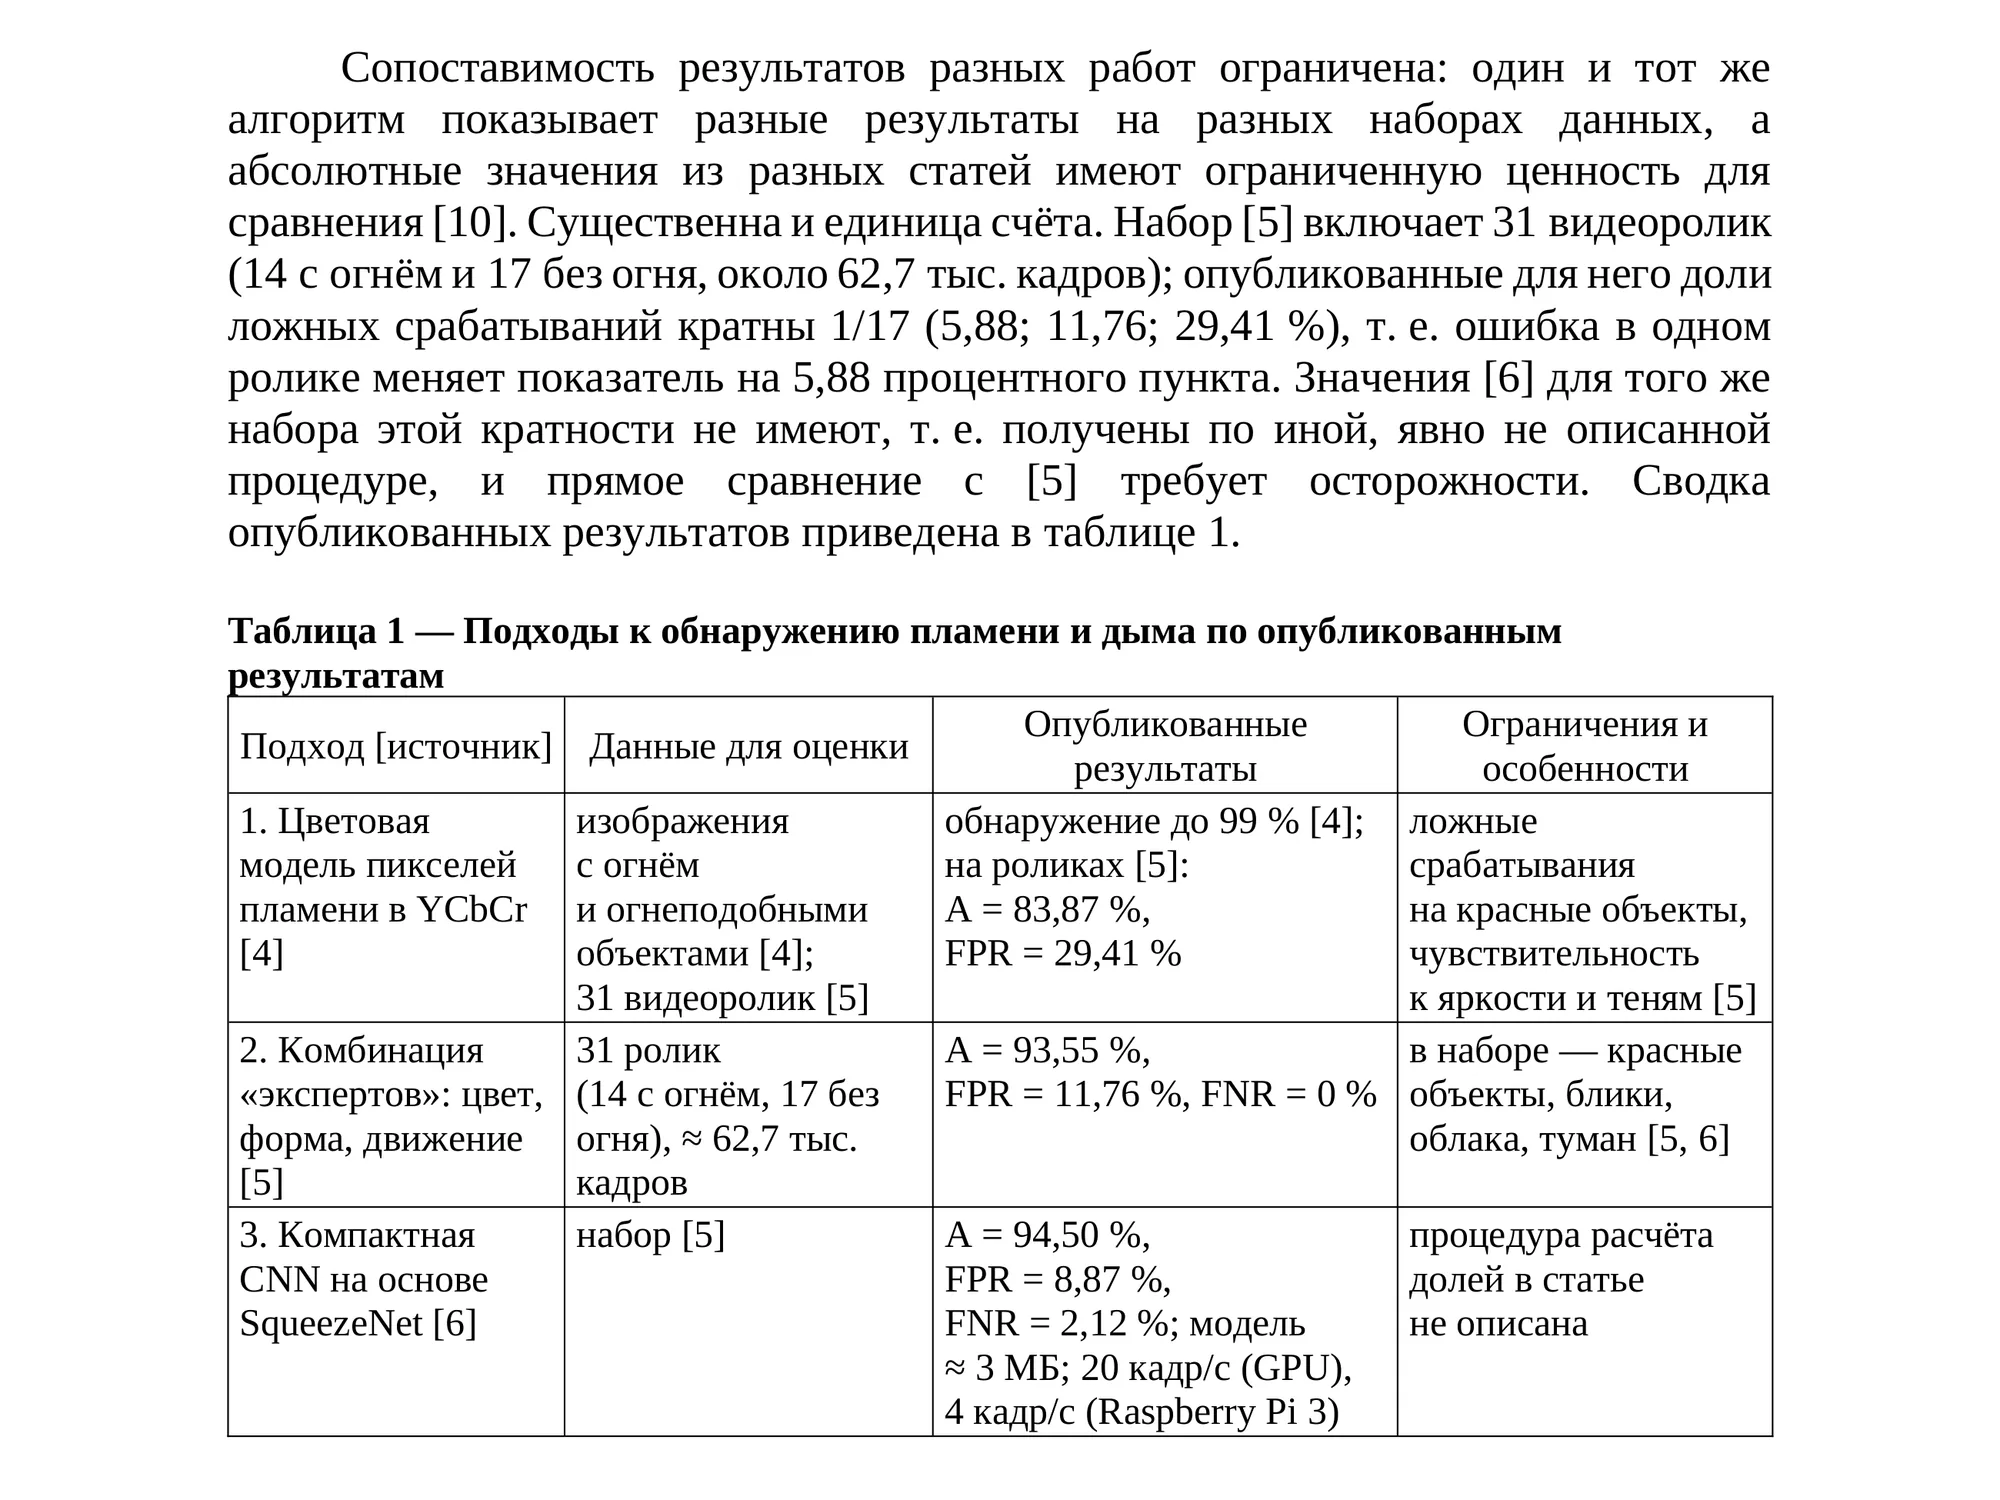 Сопоставимость результатов разных работ ограничена: один и тот же
алгоритм показывает разные результаты на разных наборах данных, а
абсолютные значения из разных статей имеют ограниченную ценность для
сравнения [10]. Существенна и единица счёта. Набор [5] включает 31 видеоролик
(14 с огнём и 17 без огня, около 62,7 тыс. кадров); опубликованные для него доли
ложных срабатываний кратны 1/17 (5,88; 11,76; 29,41 %), т. е. ошибка в одном
ролике меняет показатель на 5,88 процентного пункта. Значения [6] для того же
набора этой кратности не имеют, т. е. получены по иной, явно не описанной
процедуре, и прямое сравнение с [5] требует осторожности. Сводка
опубликованных результатов приведена в таблице 1.
Таблица 1 — Подходы к обнаружению пламени и дыма по опубликованным
результатам
Подход [источник]
Данные для оценки
Опубликованные
результаты
Ограничения и
особенности
1. Цветовая
модель пикселей
пламени в YCbCr
[4]
изображения
с огнём
и огнеподобными
объектами [4];
31 видеоролик [5]
обнаружение до 99 % [4];
на роликах [5]:
A = 83,87 %,
FPR = 29,41 %
ложные
срабатывания
на красные объекты,
чувствительность
к яркости и теням [5]
2. Комбинация
«экспертов»: цвет,
форма, движение
[5]
31 ролик
(14 с огнём, 17 без
огня), ≈ 62,7 тыс.
кадров
A = 93,55 %,
FPR = 11,76 %, FNR = 0 %
в наборе — красные
объекты, блики,
облака, туман [5, 6]
3. Компактная
CNN на основе
SqueezeNet [6]
набор [5]
A = 94,50 %,
FPR = 8,87 %,
FNR = 2,12 %; модель
≈ 3 МБ; 20 кадр/с (GPU),
4 кадр/с (Raspberry Pi 3)
процедура расчёта
долей в статье
не описана